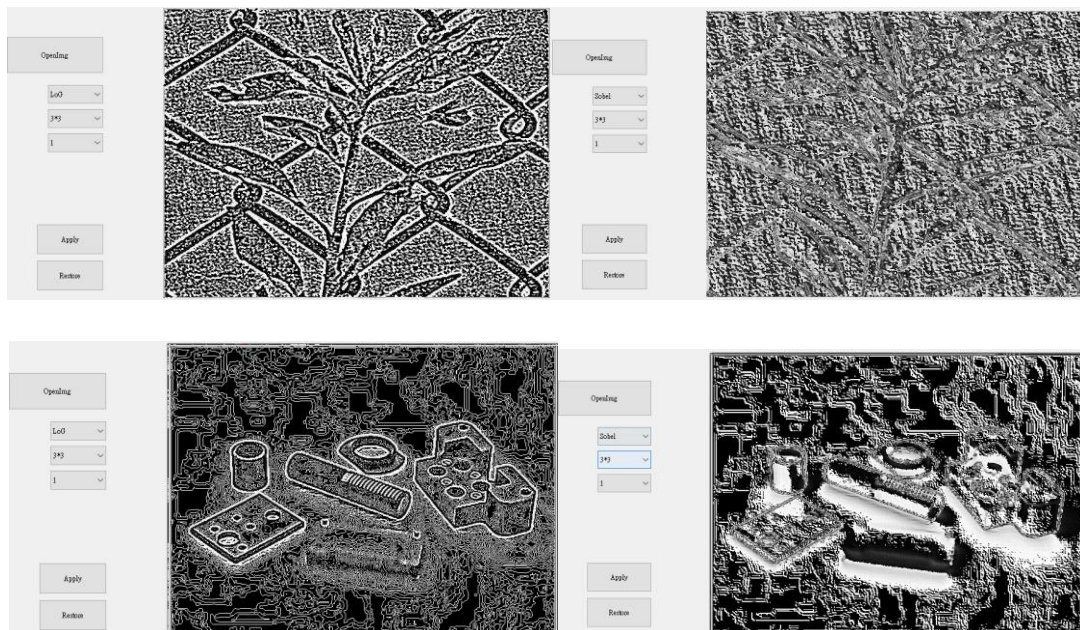 OpenImg
LoG
3*3
1
Apply
Restore
OpenImg
Sobel
3*3
1
Apply
Restore
OpenImg
LoG
3*3
1
Apply
Restore
OpenImg
Sobel
3*3
1
Apply
Restore